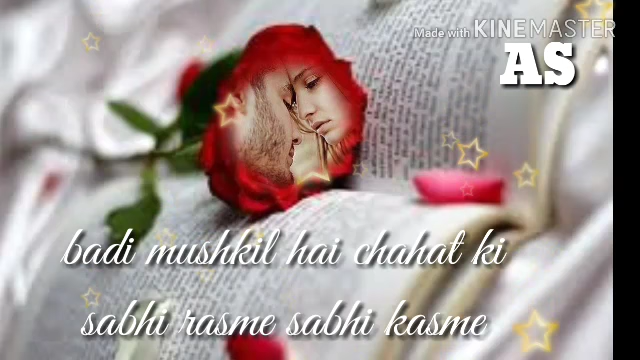 Made with KINEMASTER
AS
badi mushkil hai chahat ki
sabhi rasme sabhi kasme